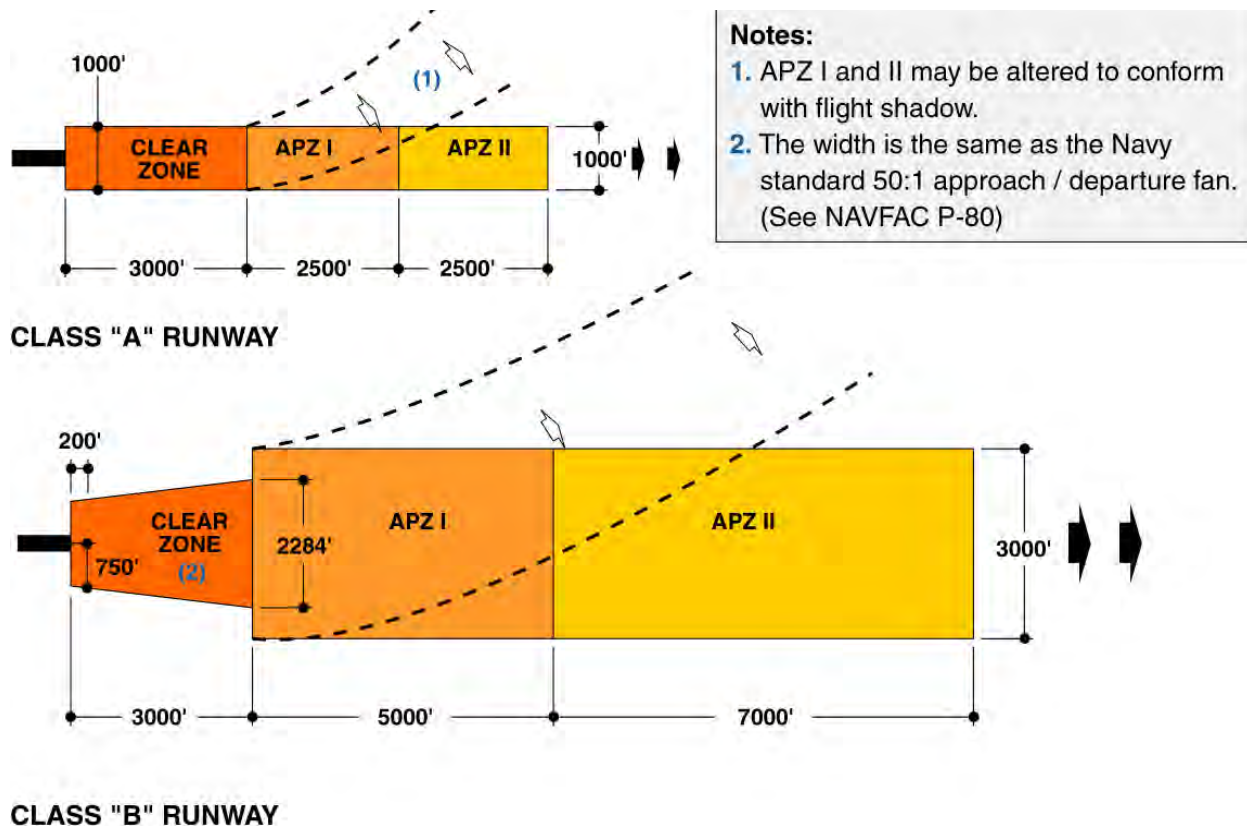 Notes:
1. APZ I and II may be altered to conform
with flight shadow.
2. The width is the same as the Navy
standard 50:1 approach / departure fan.
(See NAVFAC P-80)
1000'
(1)
CLEAR
ZONE
APZ I
APZ II
1000'
3000'
2500'
2500'
CLASS "A" RUNWAY
200'
CLEAR
ZONE
(2)
750'
2284'
APZ I
APZ II
3000'
3000'
5000'
7000'
CLASS "B" RUNWAY